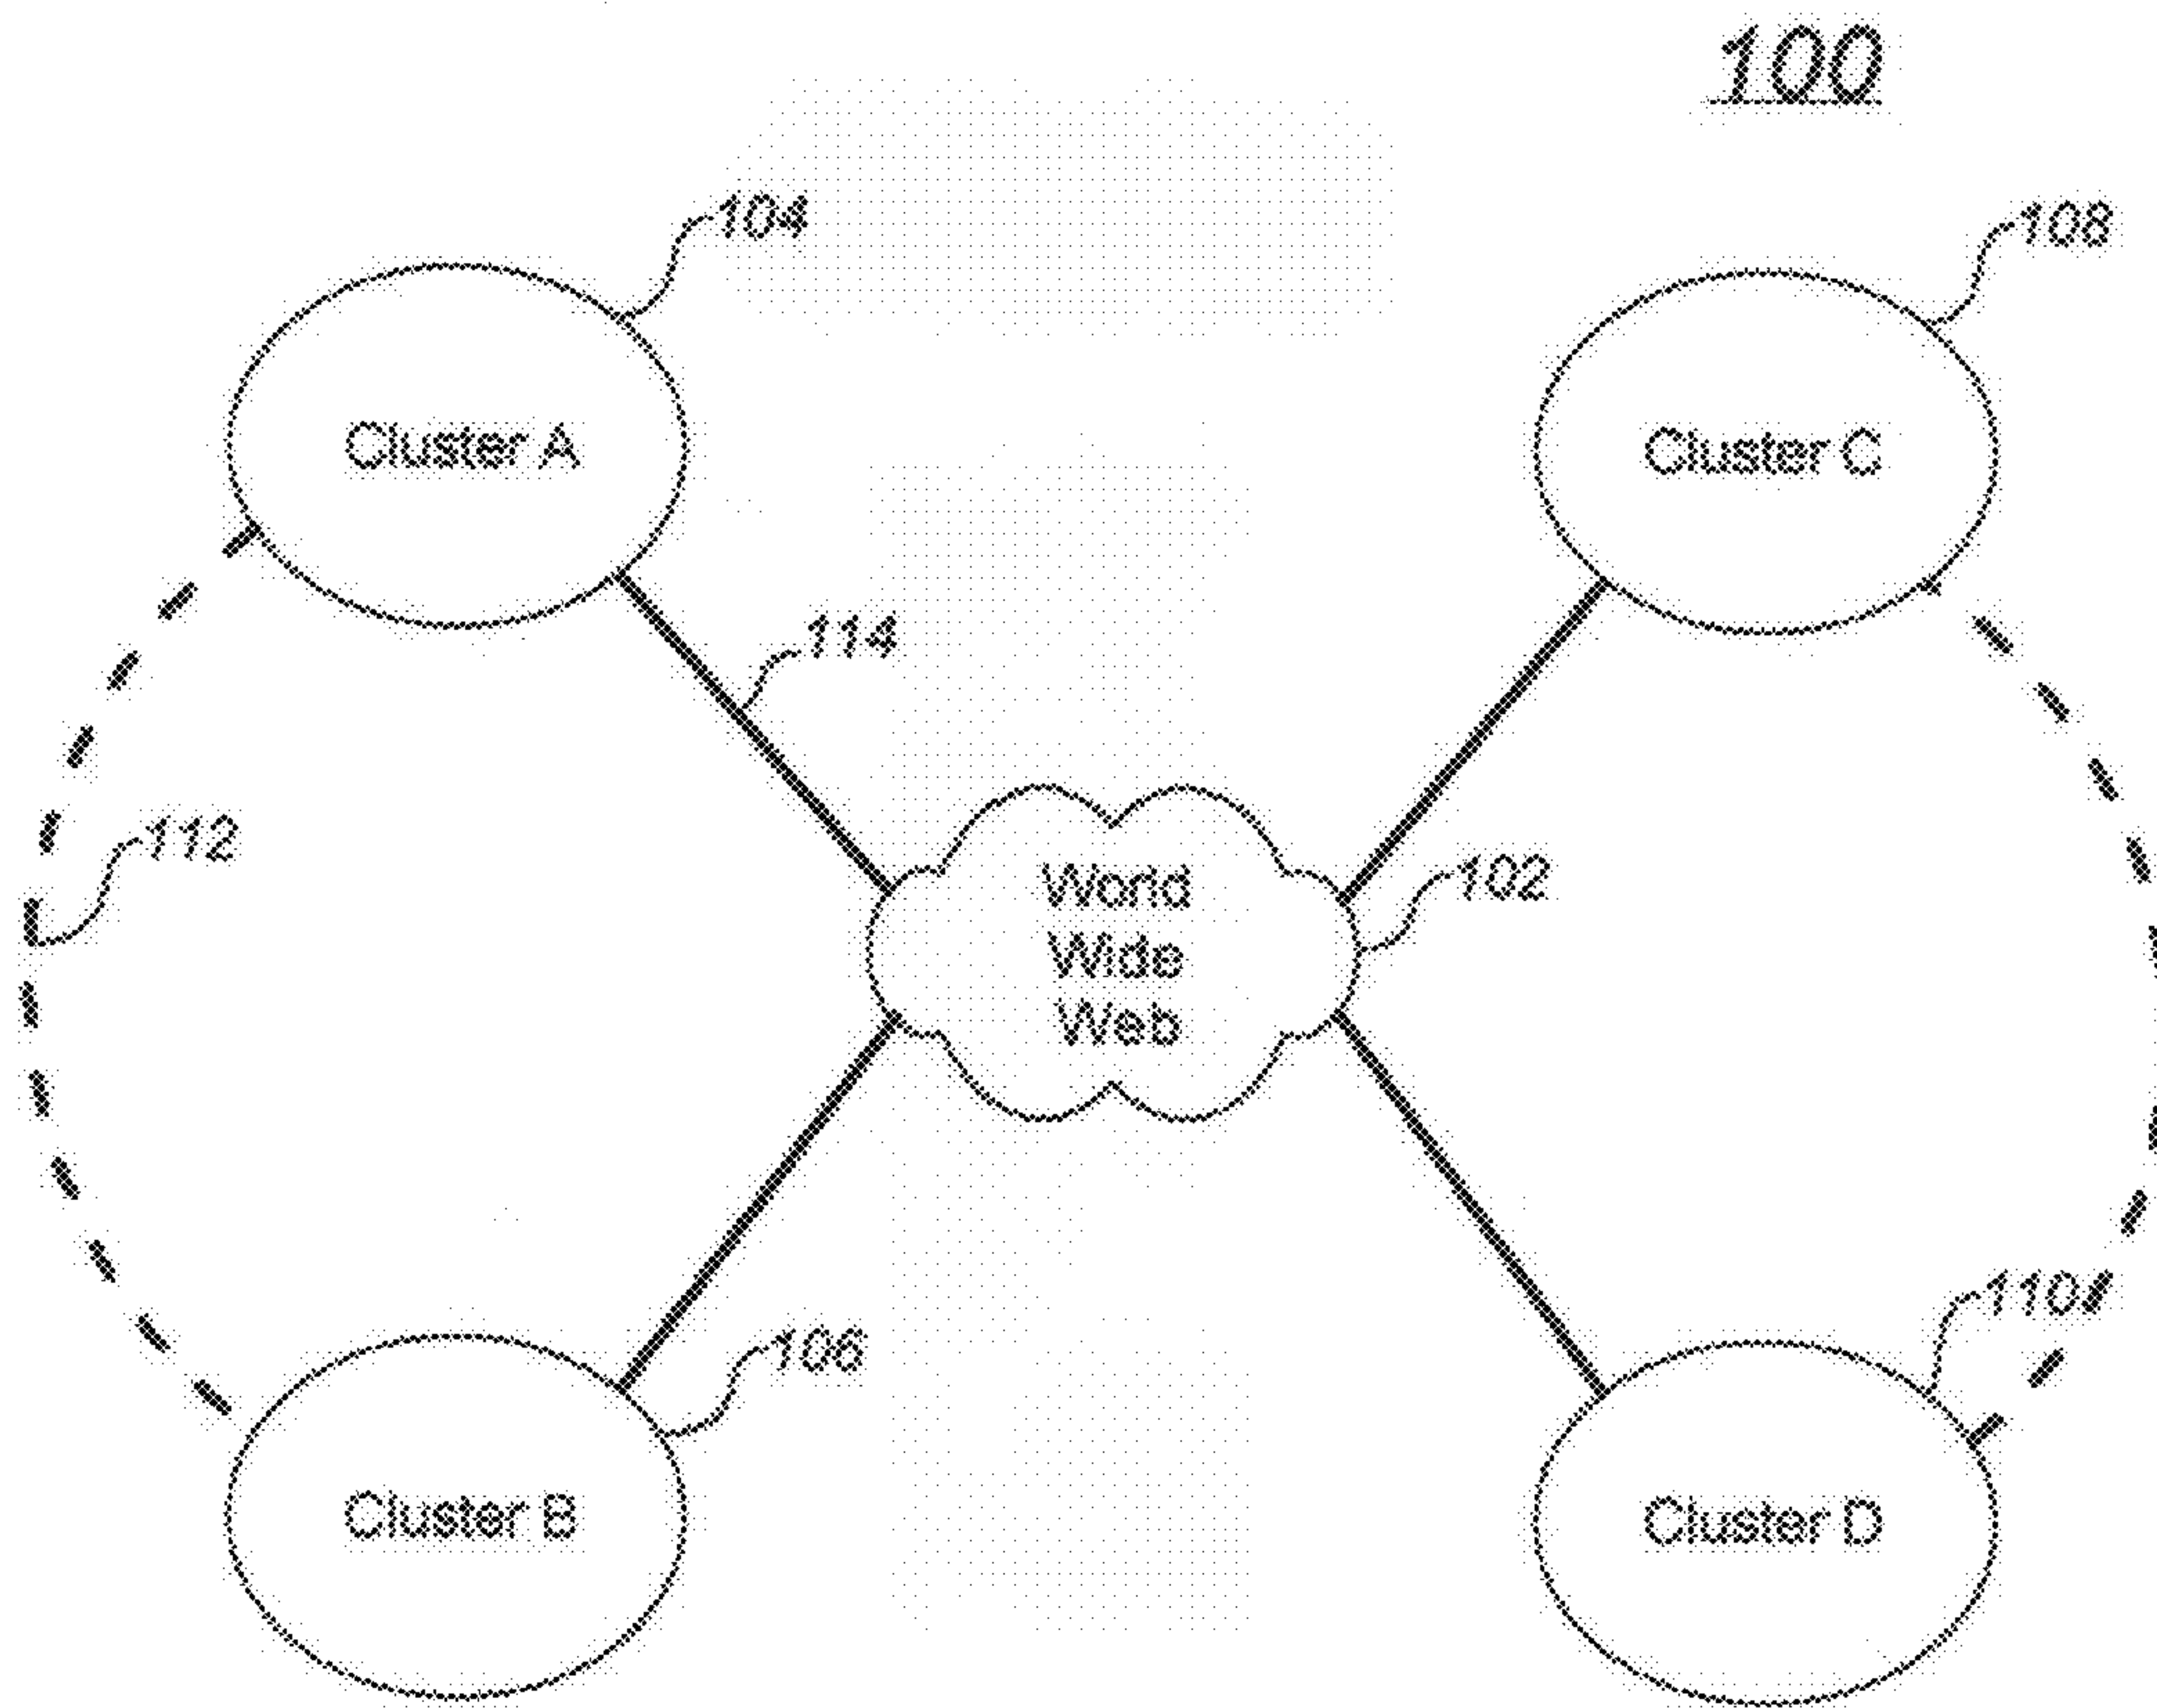 100
104
108
Cluster A
Cluster C
114
112
World
Wide
Web
102
106
110
Cluster B
Cluster D